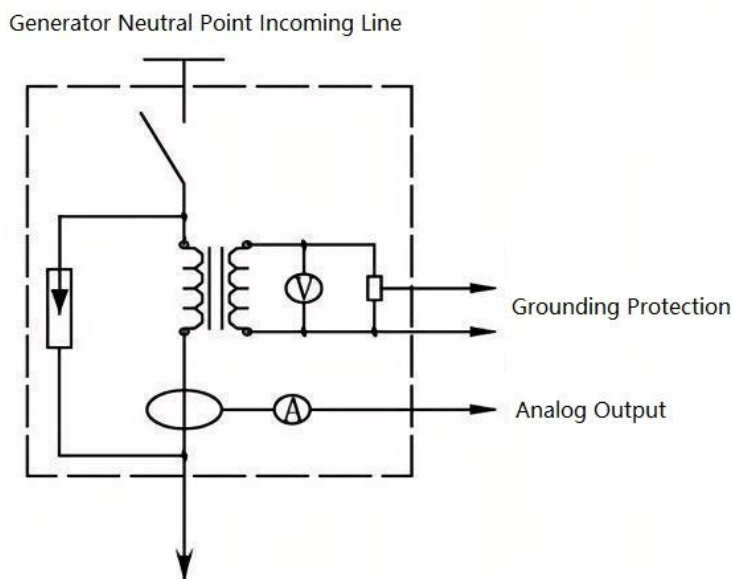 Generator Neutral Point Incoming Line
V
Grounding Protection
A
Analog Output